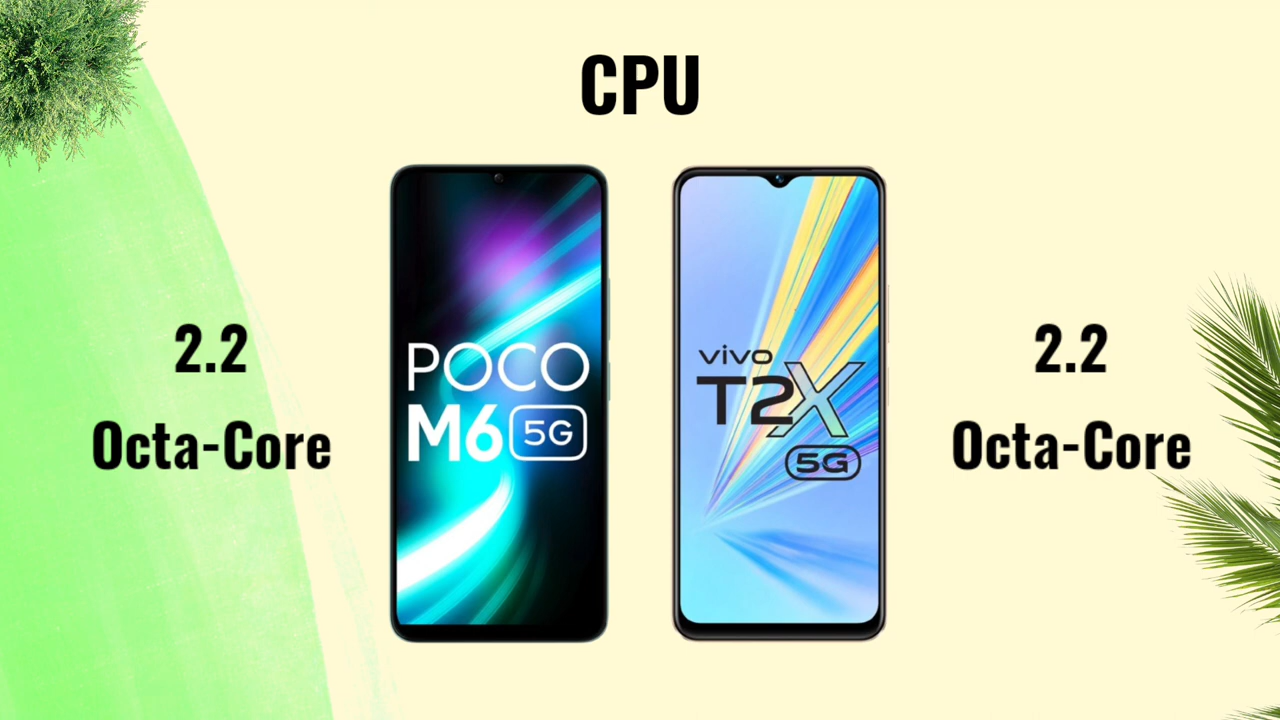 CPU
2.2
Octa-Core
POCO
M6 5G
vivo
T2X
5G
2.2
Octa-Core